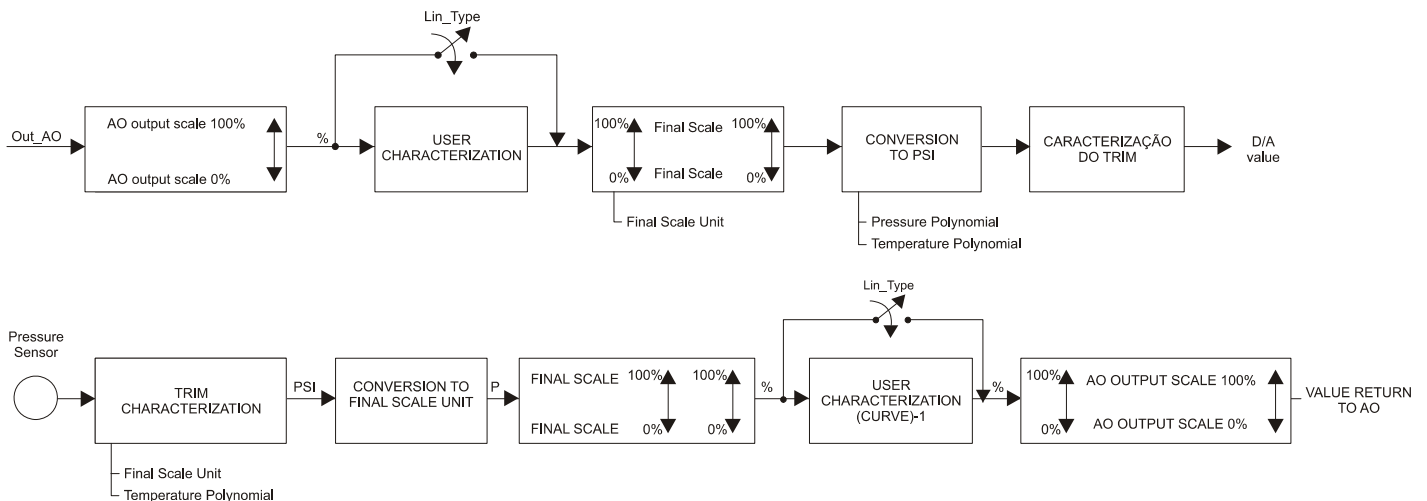 Lin_Type
Out_AO
AO output scale 100%
AO output scale 0%
%
USER
CHARACTERIZATION
100% Final Scale 100%
0% Final Scale 0%
Final Scale Unit
CONVERSION
TO PSI
Pressure Polynomial
Temperature Polynomial
CARACTERIZAÇÃO
DO TRIM
D/A
value
Lin_Type
Pressure
Sensor
TRIM
CHARACTERIZATION
Final Scale Unit
Temperature Polynomial
PSI
CONVERSION TO
FINAL SCALE UNIT
P
FINAL SCALE 100% 100%
FINAL SCALE 0% 0%
%
USER
CHARACTERIZATION
(CURVE)-1
%
100% AO OUTPUT SCALE 100%
0% AO OUTPUT SCALE 0%
VALUE RETURN
TO AO